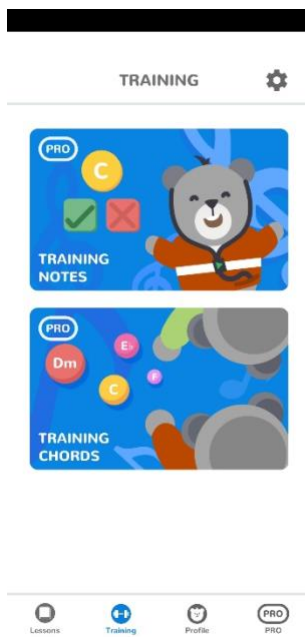 TRAINING
PRO
C
TRAINING
NOTES
PRO
E♭
Dm
F
C
TRAINING
CHORDS
PRO
Lessons
Training
Profile
PRO